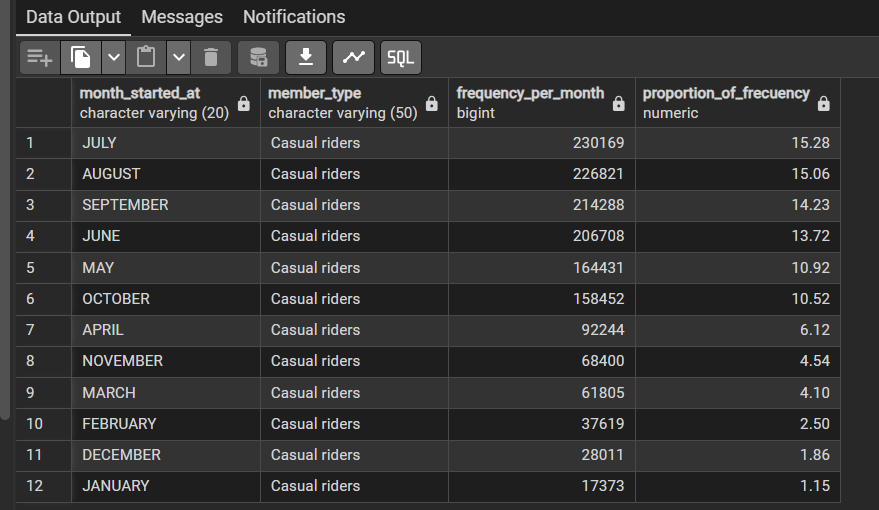 Data Output Messages Notifications
SQL
month_started_at member_type frequency_per_month proportion_of_frecuency
character varying (20) character varying (50) bigint numeric
1 JULY Casual riders 230169 15.28
2 AUGUST Casual riders 226821 15.06
3 SEPTEMBER Casual riders 214288 14.23
4 JUNE Casual riders 206708 13.72
5 MAY Casual riders 164431 10.92
6 OCTOBER Casual riders 158452 10.52
7 APRIL Casual riders 92244 6.12
8 NOVEMBER Casual riders 68400 4.54
9 MARCH Casual riders 61805 4.10
10 FEBRUARY Casual riders 37619 2.50
11 DECEMBER Casual riders 28011 1.86
12 JANUARY Casual riders 17373 1.15